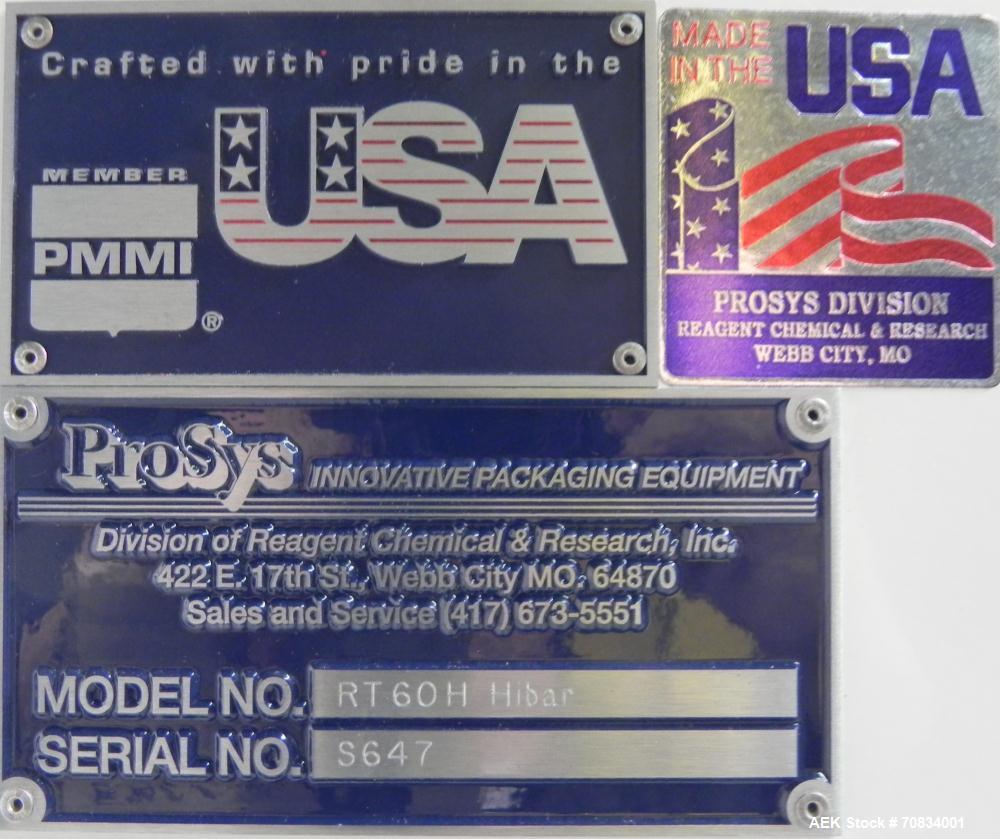 Crafted with pride in the
USA
MEMBER
PMMI
®
MADE
IN THE
USA
PROSYS DIVISION
REAGENT CHEMICAL & RESEARCH
WEBB CITY, MO
ProSys INNOVATIVE PACKAGING EQUIPMENT
Division of Reagent Chemical & Research, Inc.
422 E. 17th St., Webb City MO. 64870
Sales and Service (417) 673-5551
MODEL NO. RT60H Hibar
SERIAL NO. S647
AEK Stock # 70834001